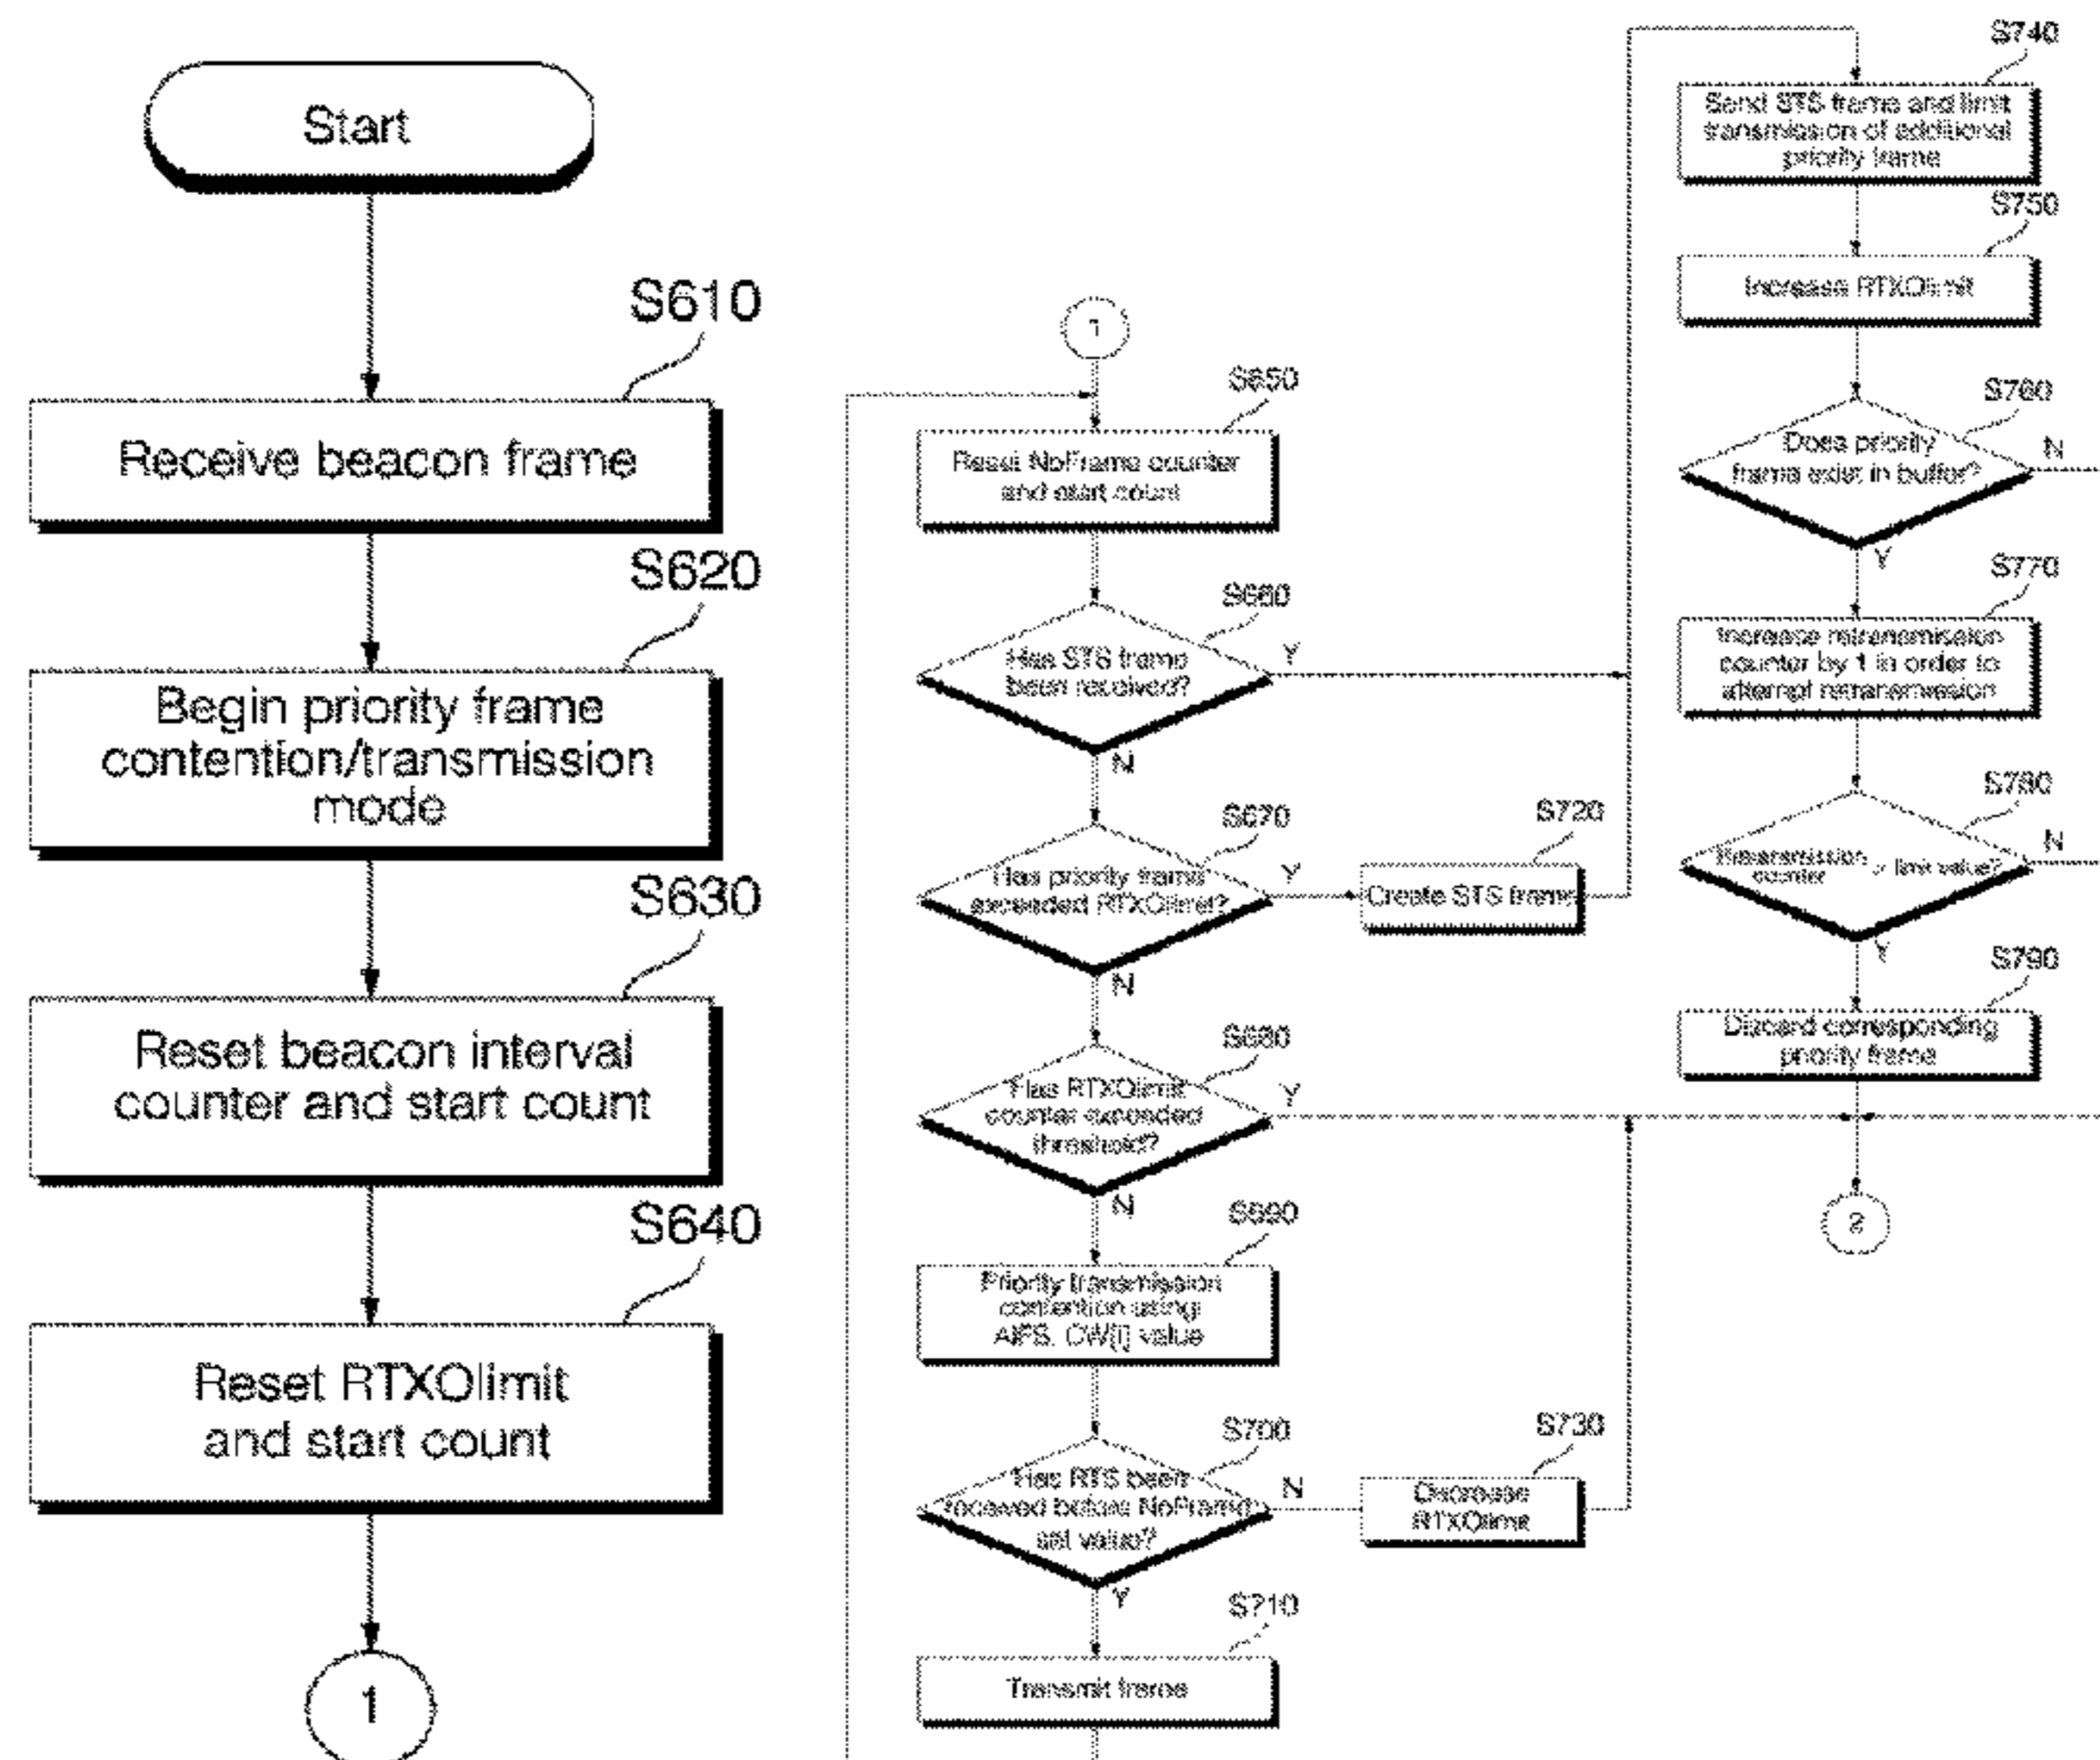 Start
S610
Receive beacon frame
S620
Begin priority frame
contention/transmission
mode
S630
Reset beacon interval
counter and start count
S640
Reset RTXOlimit
and start count
1
1
S650
Reset NoFrame counter
and start count
S660
Has STS frame
been received?
Y
N
S670
Has priority frame
exceeded RTXOlimit?
Y
N
S720
Create STS frame
S680
Has RTXOlimit
counter exceeded
threshold?
Y
N
S690
Priority transmission
contention using
AIFS, CW[i] value
S700
Has RTS been
received before NoFrame
set value?
N
Y
S730
Decrease
RTXOlimit
S710
Transmit frame
S740
Send STS frame and limit
transmission of additional
priority frame
S750
Increase RTXOlimit
S760
Does priority
frame exist in buffer?
N
Y
S770
Increase retransmission
counter by 1 in order to
attempt retransmission
S780
Retransmission
counter
limit value?
N
Y
S790
Discard corresponding
priority frame
2